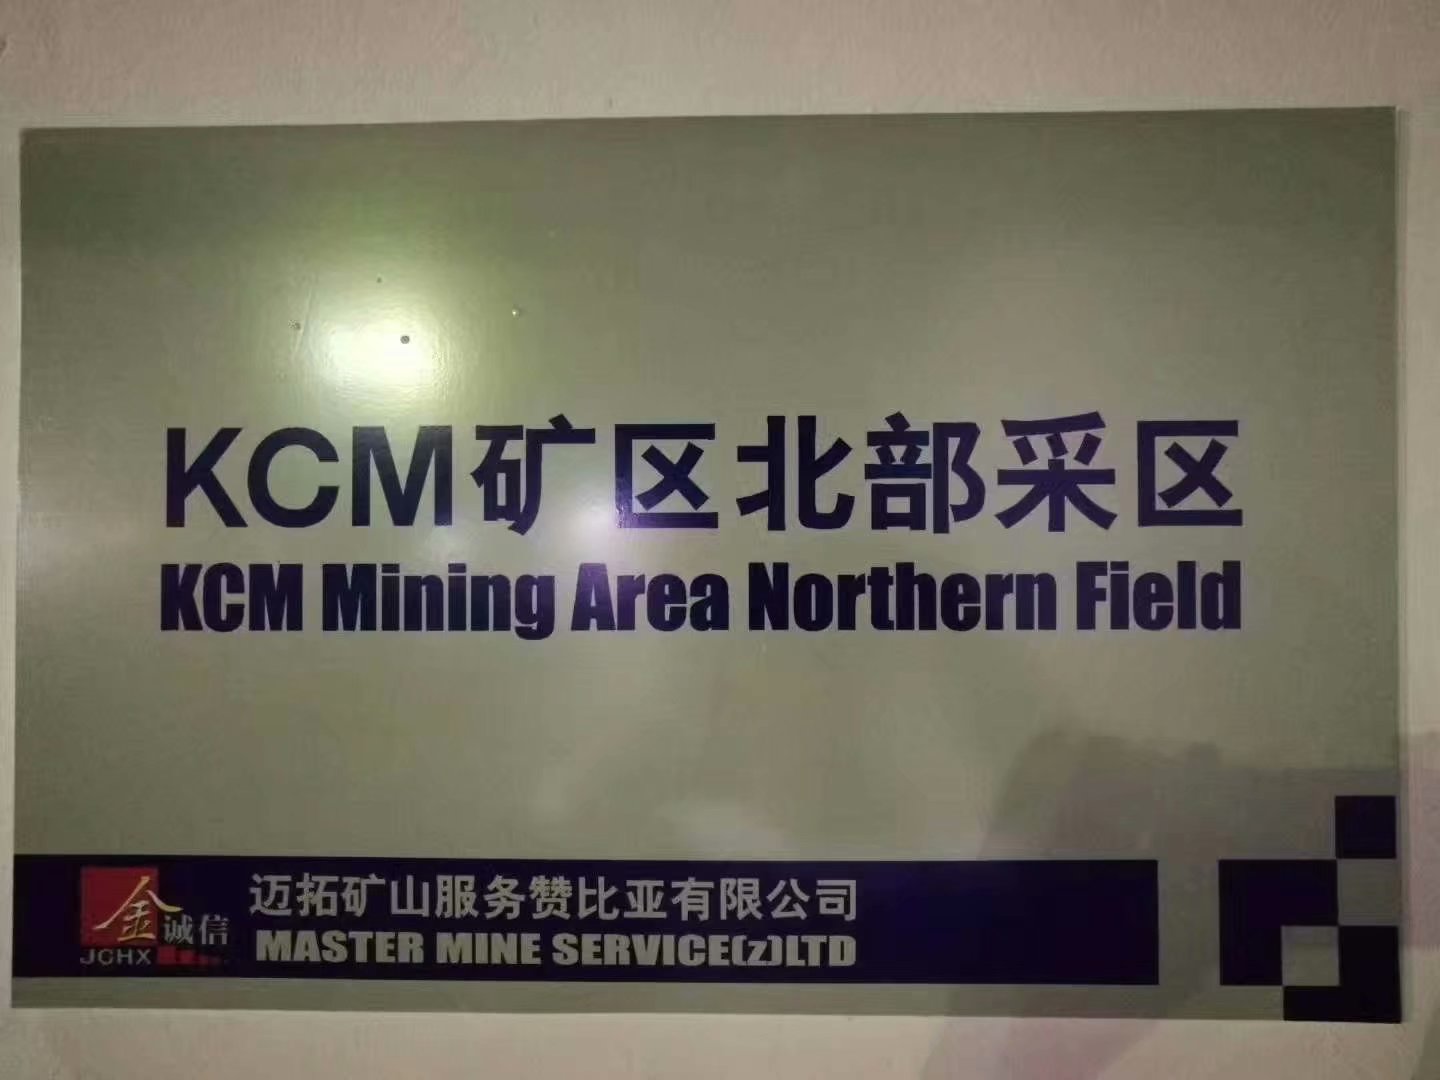 KCM矿区北部采区
KCM Mining Area Northern Field
金诚信
JCHX
迈拓矿山服务赞比亚有限公司
MASTER MINE SERVICE(z)LTD